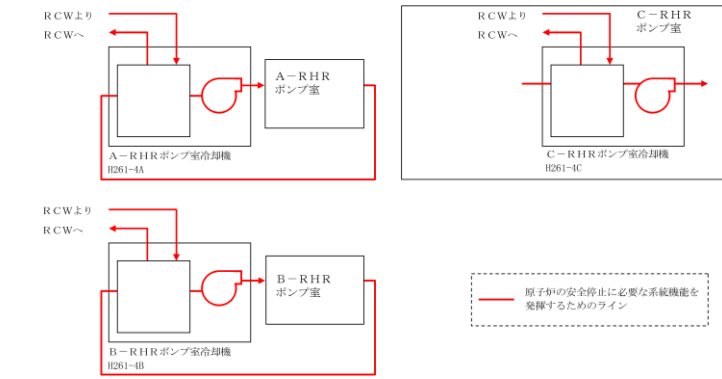 RCWより
RCWへ
A－RHR
ポンプ室
A－RHRポンプ室冷却機
H261-4A
RCWより
RCWへ
C－RHR
ポンプ室
C－RHRポンプ室冷却機
H261-4C
RCWより
RCWへ
B－RHR
ポンプ室
B－RHRポンプ室冷却機
H261-4B
原子炉の安全停止に必要な系統機能を
発揮するためのライン